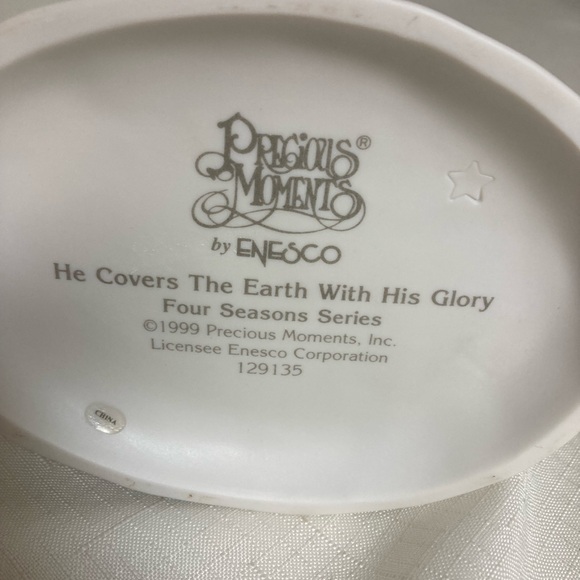 PRECIOUS®
MOMENTS
by ENESCO
He Covers The Earth With His Glory
Four Seasons Series
©1999 Precious Moments, Inc.
Licensee Enesco Corporation
129135
CHINA